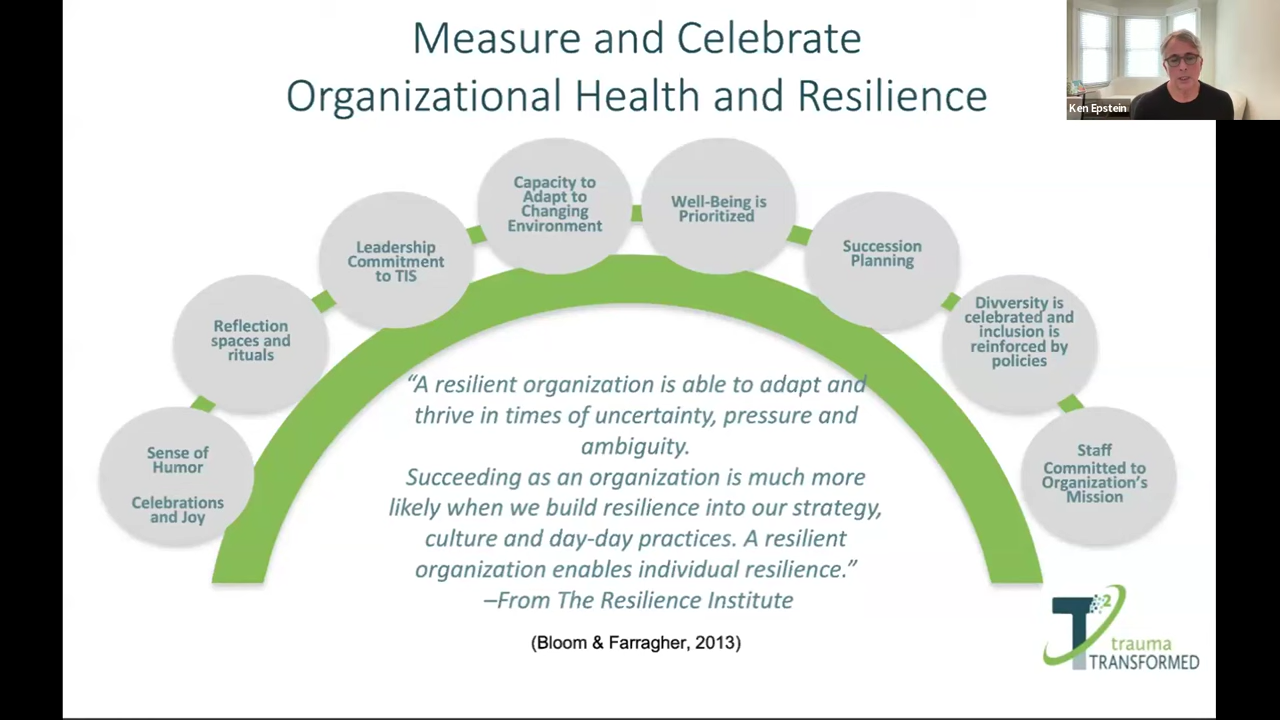 Measure and Celebrate
Organizational Health and Resilience
Ken Epstein
Capacity to
Adapt to
Changing
Environment
Well-Being is
Prioritized
Leadership
Commitment
to TIS
Succession
Planning
Reflection
spaces and
rituals
Divversity is
celebrated and
inclusion is
reinforced by
policies
Sense of
Humor
Celebrations
and Joy
Staff
Committed to
Organization’s
Mission
“A resilient organization is able to adapt and
thrive in times of uncertainty, pressure and
ambiguity.
Succeeding as an organization is much more
likely when we build resilience into our strategy,
culture and day-day practices. A resilient
organization enables individual resilience.”
–From The Resilience Institute
(Bloom & Farragher, 2013)
T2
trauma
TRANSFORMED